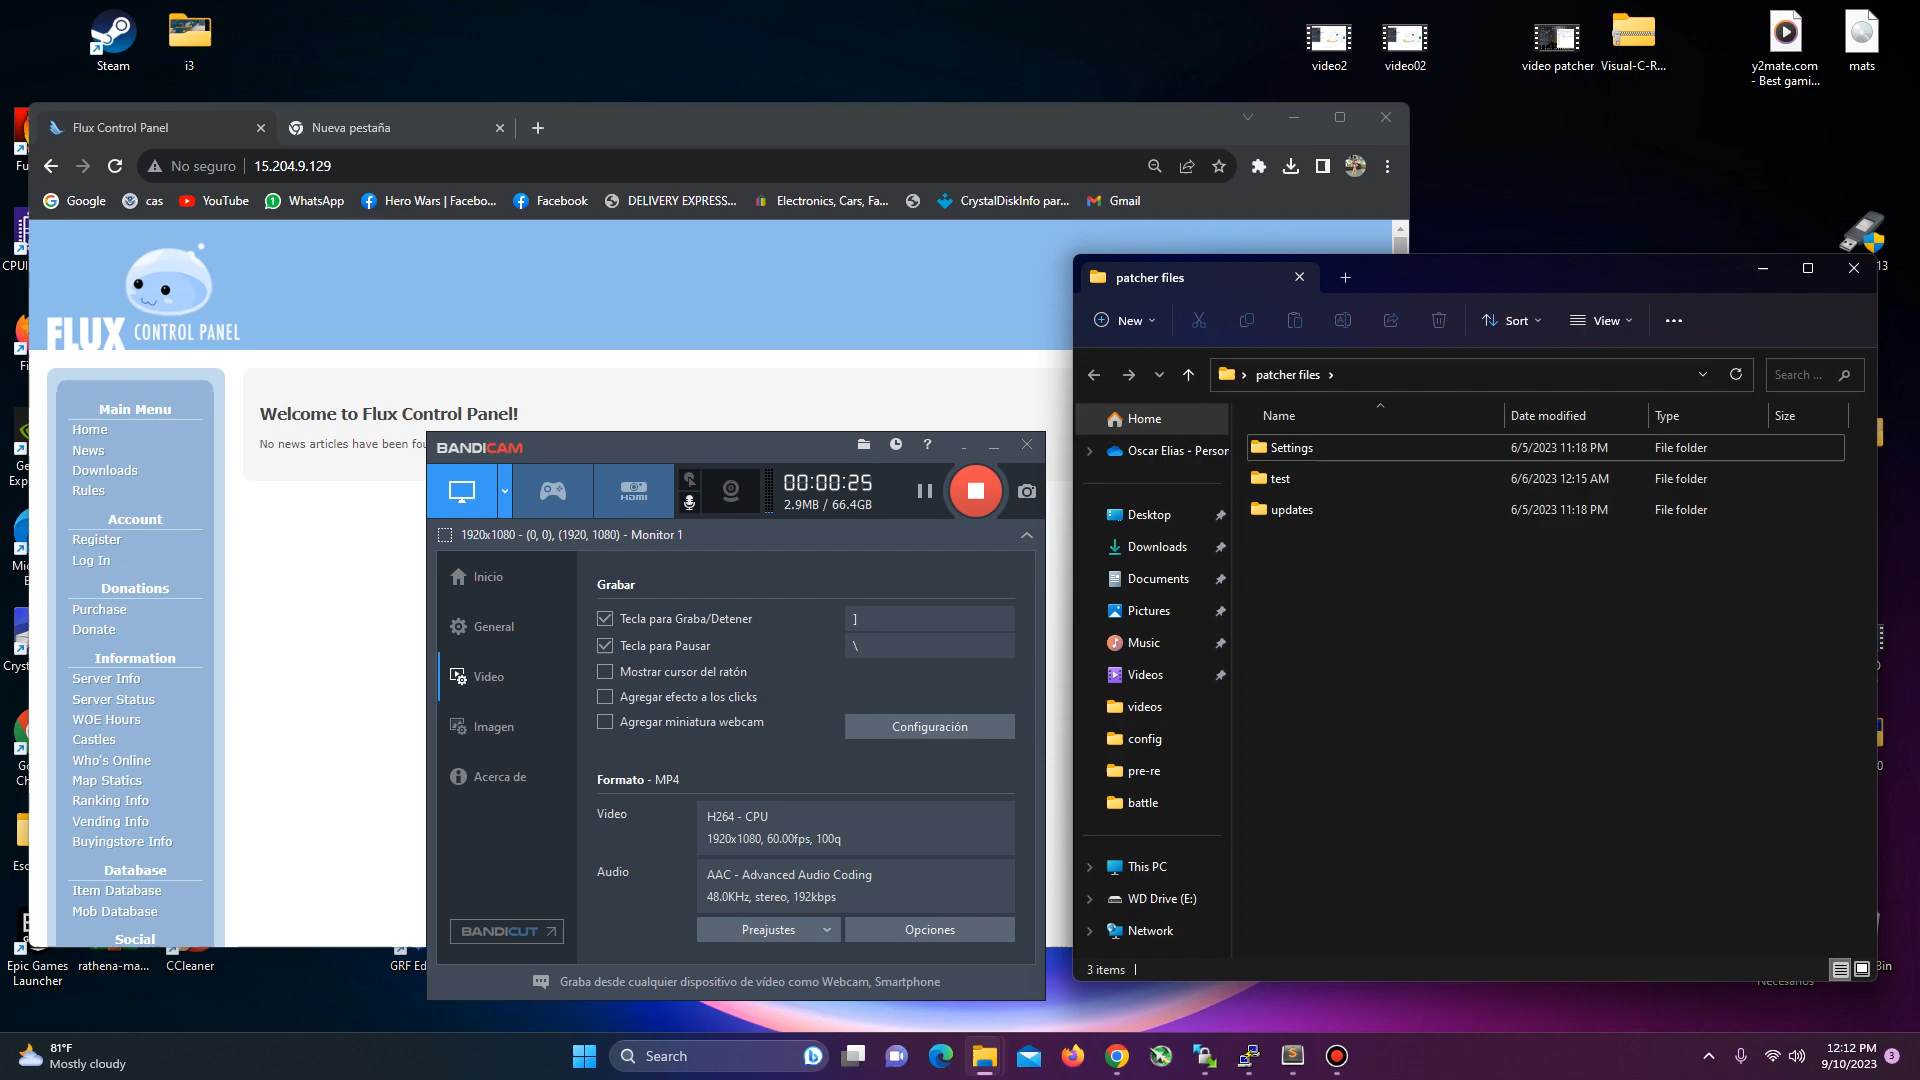 Steam
i3
video2
video02
video patcher
Visual-C-R...
y2mate.com
- Best gami...
mats
Flux Control Panel
Nueva pestaña
No seguro
15.204.9.129
Google
cas
YouTube
WhatsApp
Hero Wars | Facebo...
Facebook
DELIVERY EXPRESS...
Electronics, Cars, Fa...
CrystalDiskInfo par...
Gmail
FLUX CONTROL PANEL
Main Menu
Home
News
Downloads
Rules
Account
Register
Log In
Donations
Purchase
Donate
Information
Server Info
Server Status
WOE Hours
Castles
Who's Online
Map Statics
Ranking Info
Vending Info
Buyingstore Info
Database
Item Database
Mob Database
Social
Welcome to Flux Control Panel!
No news articles have been fou
BANDICAM
?
HDMI
00:00:25
2.9MB / 66.4GB
1920x1080 - (0, 0), (1920, 1080) - Monitor 1
Inicio
General
Video
Imagen
Acerca de
BANDICUT
Grabar
Tecla para Graba/Detener
]
Tecla para Pausar
\
Mostrar cursor del ratón
Agregar efecto a los clicks
Agregar miniatura webcam
Configuración
Formato - MP4
Video
H264 - CPU
1920x1080, 60.00fps, 100q
Audio
AAC - Advanced Audio Coding
48.0KHz, stereo, 192kbps
Preajustes
Opciones
Graba desde cualquier dispositivo de vídeo como Webcam, Smartphone
patcher files
New
Sort
View
patcher files
Search ...
Home
Oscar Elias - Person
Desktop
Downloads
Documents
Pictures
Music
Videos
videos
config
pre-re
battle
This PC
WD Drive (E:)
Network
Name
Date modified
Type
Size
Settings
6/5/2023 11:18 PM
File folder
test
6/6/2023 12:15 AM
File folder
updates
6/5/2023 11:18 PM
File folder
3 items
Epic Games
Launcher
rathena-ma...
CCleaner
GRF Ed
81°F
Mostly cloudy
Search
12:12 PM
9/10/2023
3